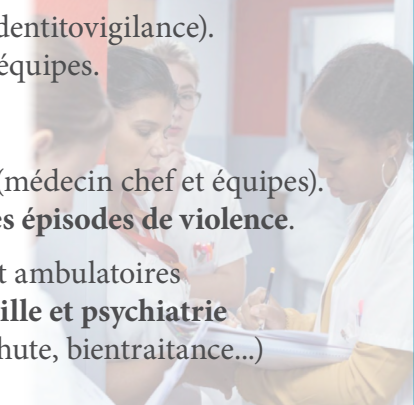 dentitovigilance).
équipes.
(médecin chef et équipes).
es épisodes de violence.
t ambulatoires
ille et psychiatrie
hute, bientraitance...)